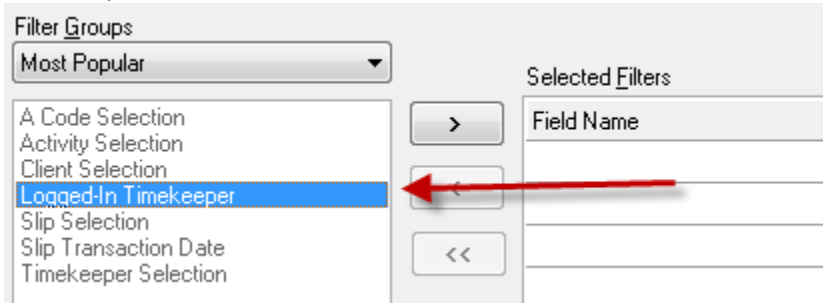 Filter Groups
Most Popular
Selected Filters
A Code Selection
Activity Selection
Client Selection
Logged-In Timekeeper
Slip Selection
Slip Transaction Date
Timekeeper Selection
>
<
<<
Field Name